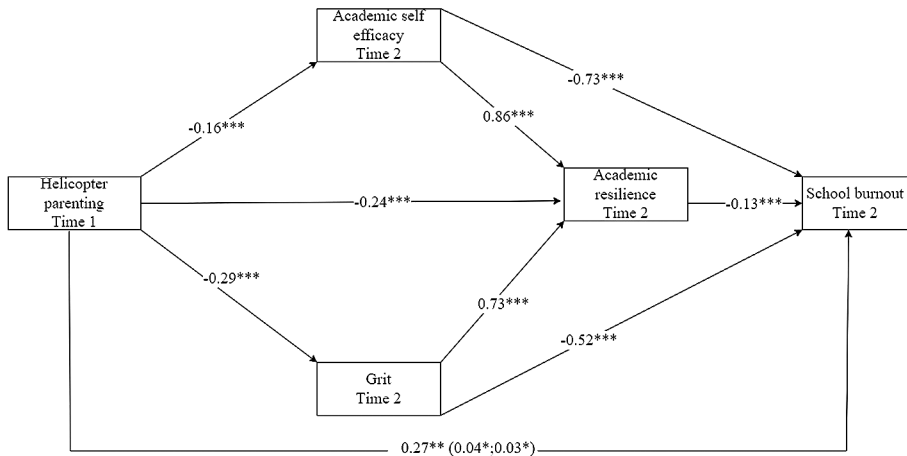 Academic self
efficacy
Time 2
-0.73***
-0.16***
0.86***
Helicopter
parenting
Time 1
-0.24***
Academic
resilience
Time 2
-0.13***
School burnout
Time 2
-0.29***
0.73***
-0.52***
Grit
Time 2
0.27** (0.04*;0.03*)